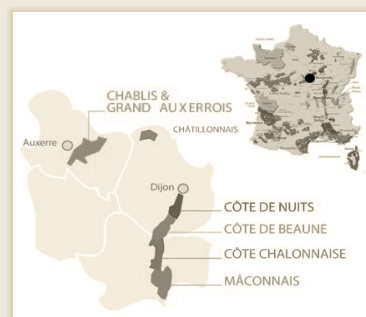 CHABLIS &
GRAND AUXERROIS
CHÂTILLONNAIS
Auxerre
Dijon
CÔTE DE NUITS
CÔTE DE BEAUNE
CÔTE CHALONNAISE
MÂCONNAIS